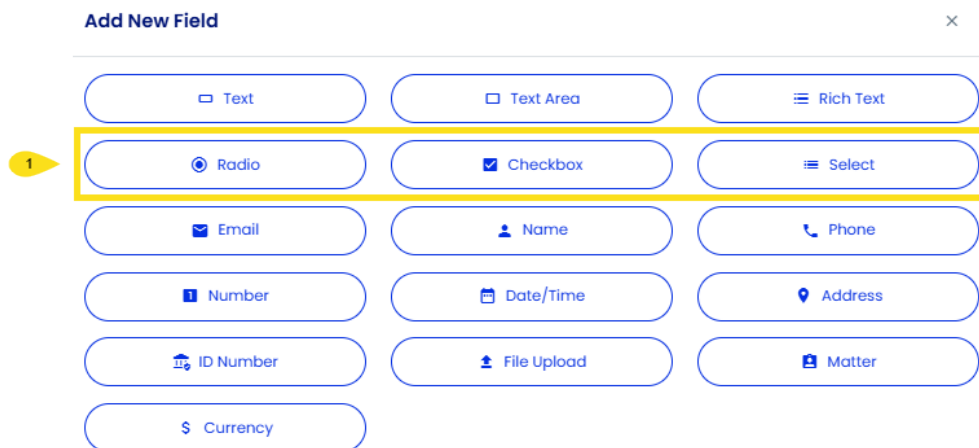 Add New Field
Text Text Area Rich Text
1 Radio Checkbox Select
Email Name Phone
1 Number Date/Time Address
ID Number File Upload Matter
$ Currency